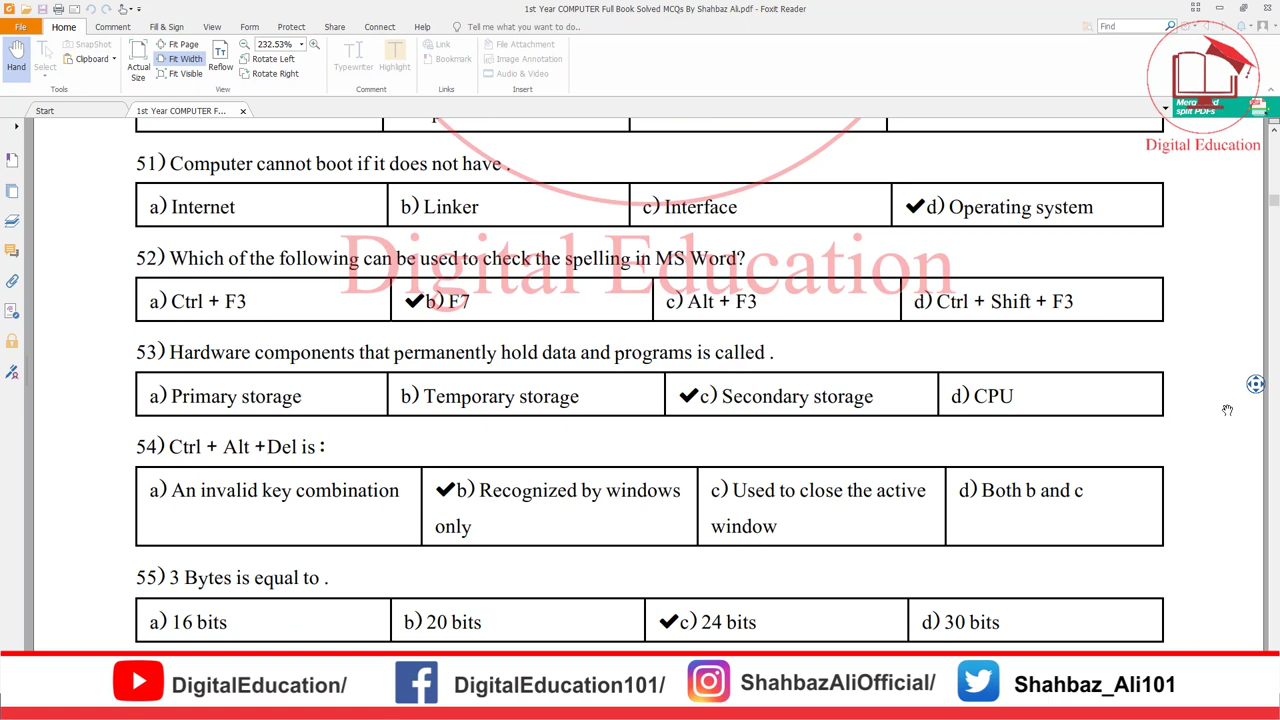 1st Year COMPUTER Full Book Solved MCQs By Shahbaz Ali.pdf - Foxit Reader
File Home Comment Fill & Sign View Form Protect Share Connect Help Tell me what you want to do... Find
Hand Select SnapShot Clipboard Actual Size Fit Page Fit Width Fit Visible Reflow 232.53% Rotate Left Rotate Right Typewriter Highlight Link Bookmark File Attachment Image Annotation Audio & Video
Tools View Comment Links Insert
Start 1st Year COMPUTER F...
split PDFs
Digital Education
51) Computer cannot boot if it does not have .
a) Internet b) Linker c) Interface ✔d) Operating system
Digital Education
52) Which of the following can be used to check the spelling in MS Word?
a) Ctrl + F3 ✔b) F7 c) Alt + F3 d) Ctrl + Shift + F3
53) Hardware components that permanently hold data and programs is called .
a) Primary storage b) Temporary storage ✔c) Secondary storage d) CPU
54) Ctrl + Alt +Del is :
a) An invalid key combination ✔b) Recognized by windows only c) Used to close the active window d) Both b and c
55) 3 Bytes is equal to .
a) 16 bits b) 20 bits ✔c) 24 bits d) 30 bits
DigitalEducation/ DigitalEducation101/ ShahbazAliOfficial/ Shahbaz_Ali101